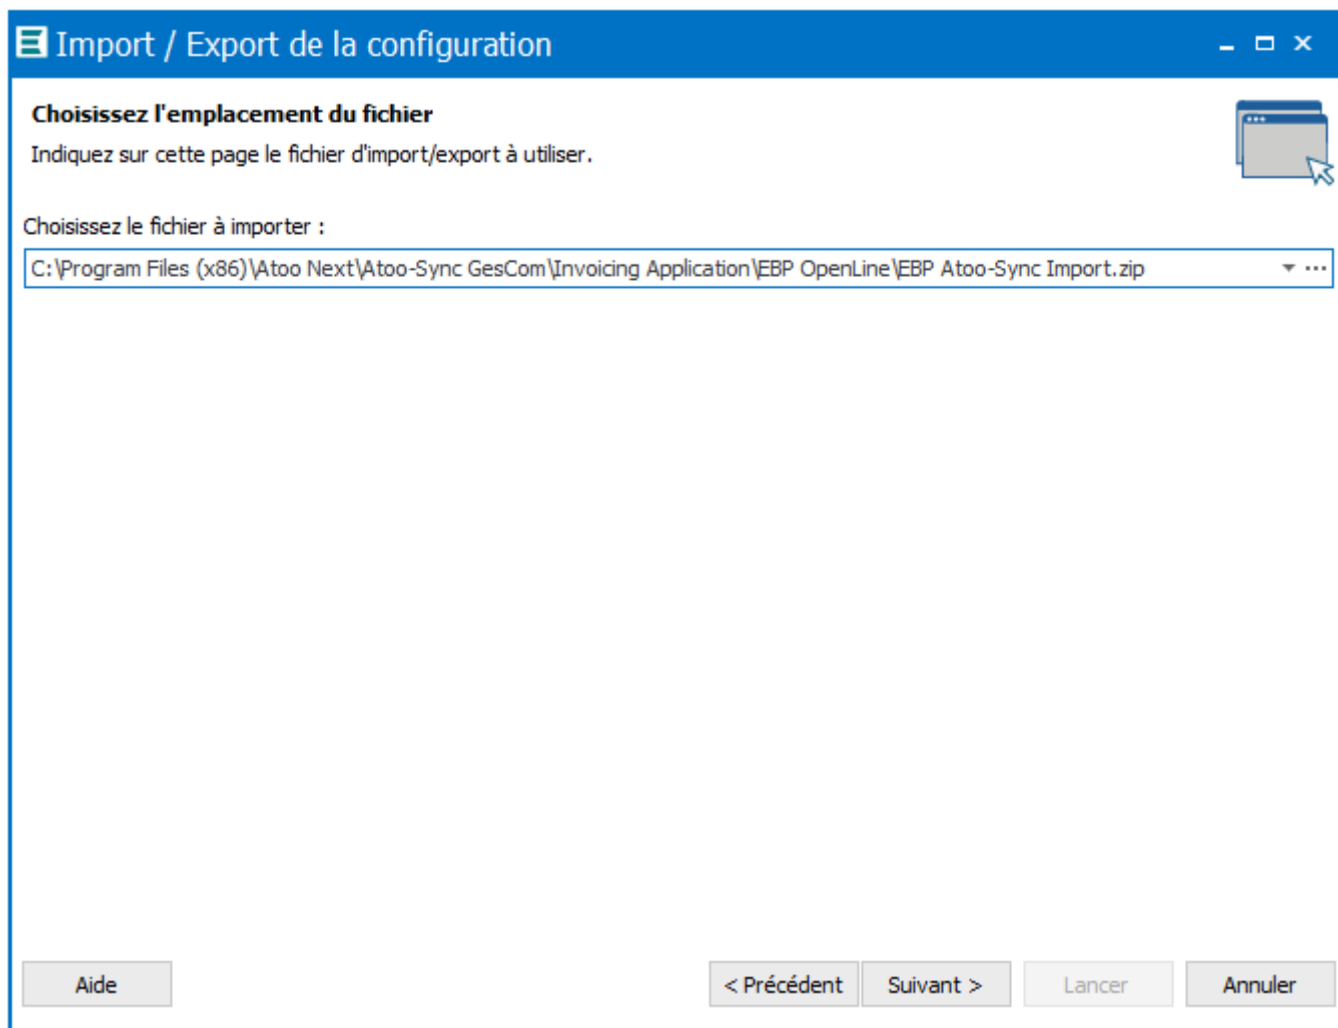 Import / Export de la configuration
Choisissez l'emplacement du fichier
Indiquez sur cette page le fichier d'import/export à utiliser.
Choisissez le fichier à importer :
C:\Program Files (x86)\Atoo Next\Atoo-Sync GesCom\Invoicing Application\EBP OpenLine\EBP Atoo-Sync Import.zip
Aide < Précédent Suivant > Lancer Annuler